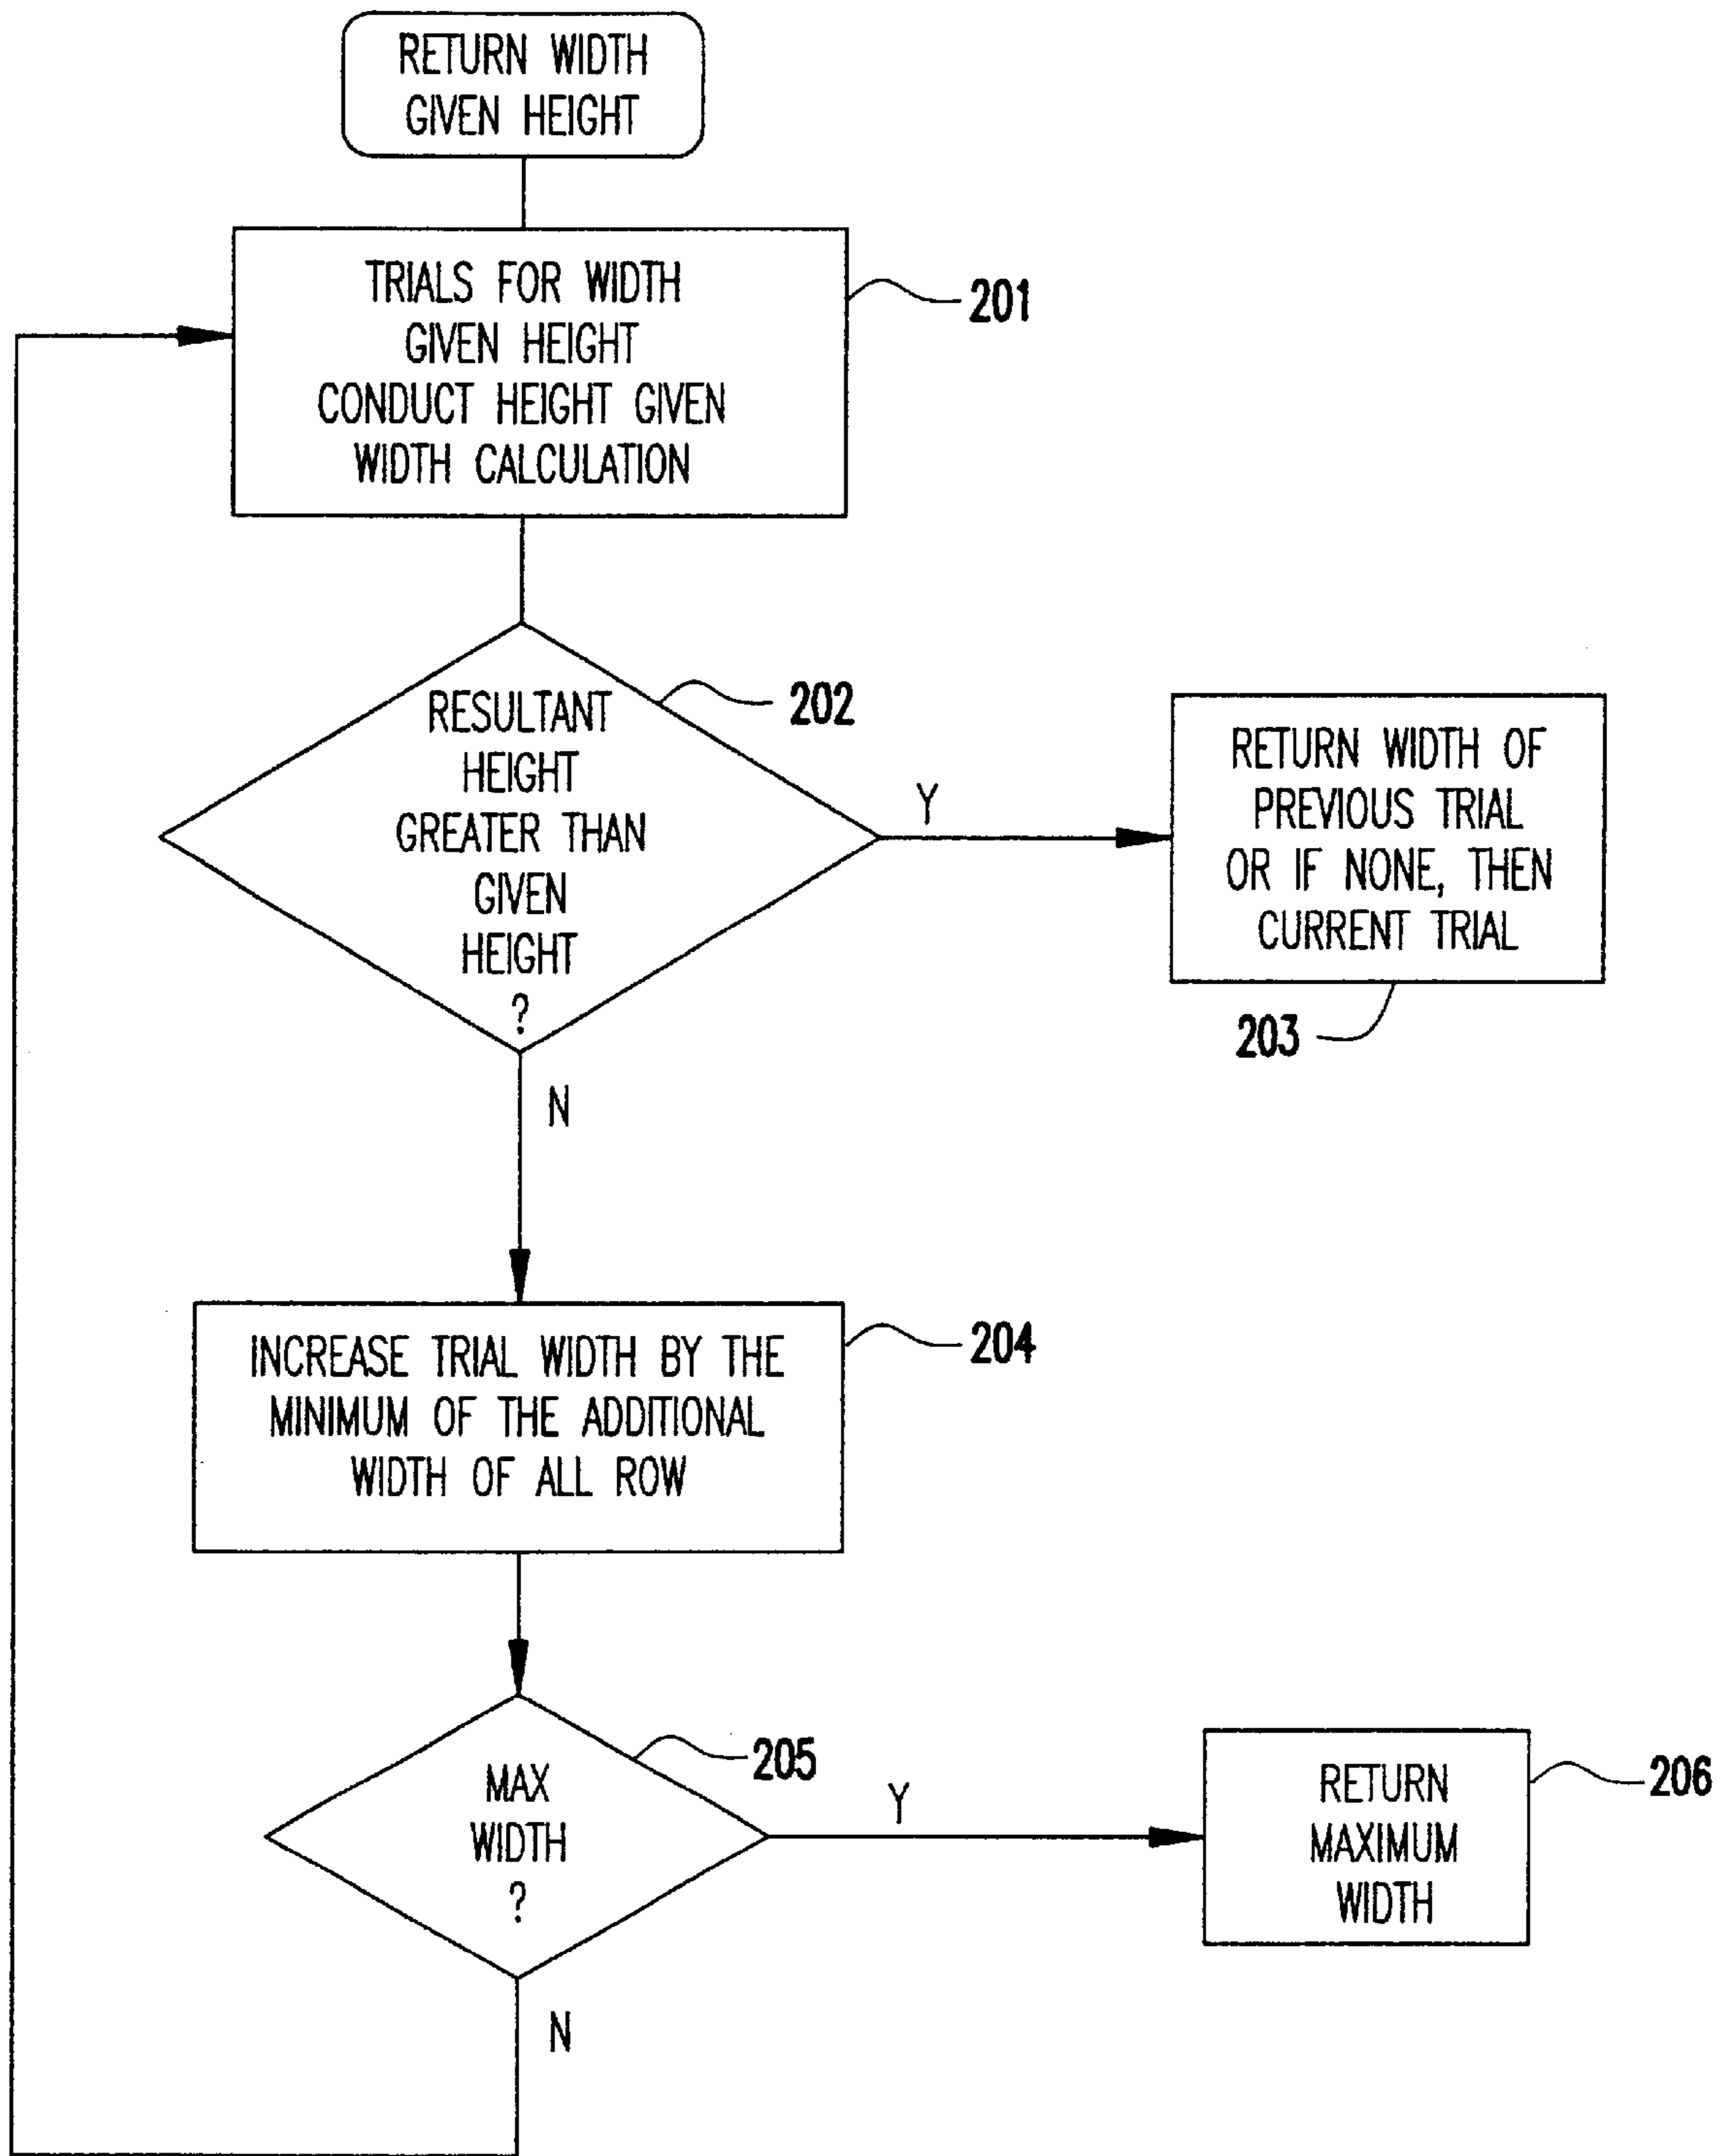 RETURN WIDTH
GIVEN HEIGHT
TRIALS FOR WIDTH
GIVEN HEIGHT
CONDUCT HEIGHT GIVEN
WIDTH CALCULATION
201
RESULTANT
HEIGHT
GREATER THAN
GIVEN
HEIGHT
?
202
Y
RETURN WIDTH OF
PREVIOUS TRIAL
OR IF NONE, THEN
CURRENT TRIAL
203
N
INCREASE TRIAL WIDTH BY THE
MINIMUM OF THE ADDITIONAL
WIDTH OF ALL ROW
204
MAX
WIDTH
?
205
Y
RETURN
MAXIMUM
WIDTH
206
N